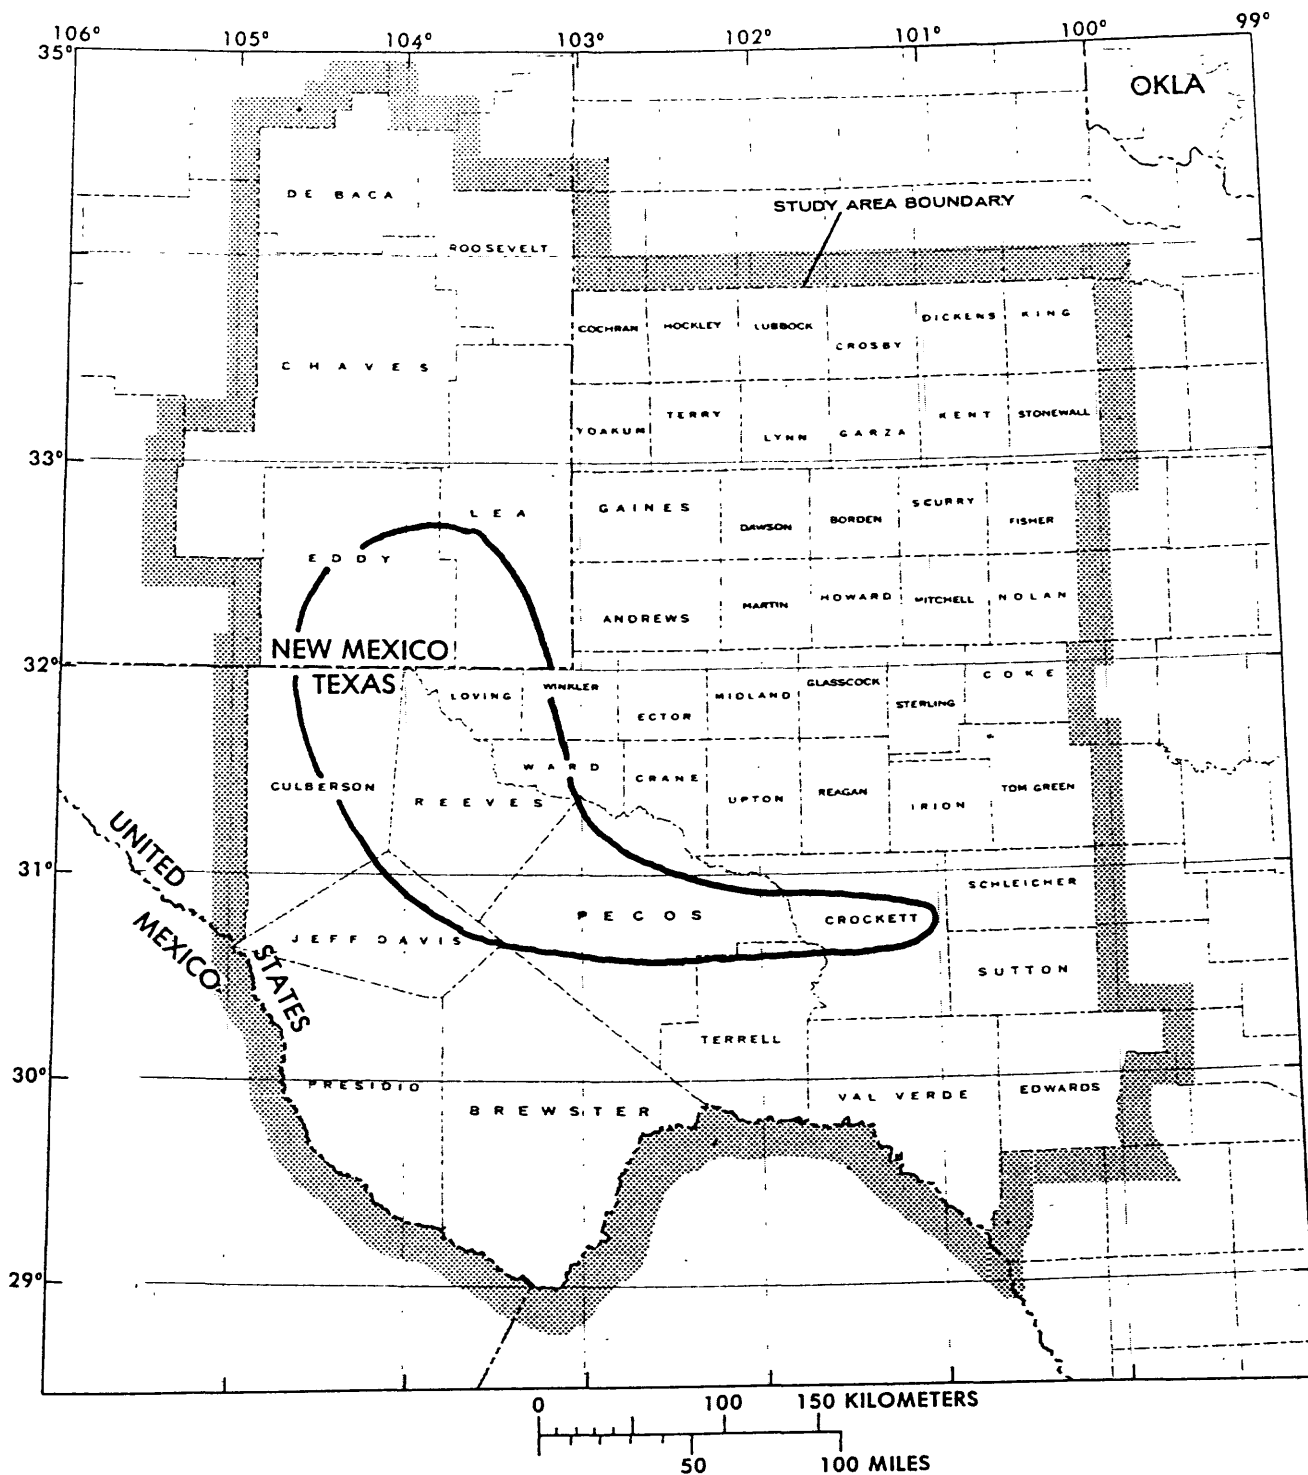 106° 105° 104° 103° 102° 101° 100° 99°
35°
OKLA
DE BACA
STUDY AREA BOUNDARY
ROOSEVELT
COCHRAN HOCKLEY LUBBOCK CROSBY DICKENS KING
CHAVES
YOAKUM TERRY LYNN GARZA KENT STONEWALL
33°
LEA GAINES DAWSON BORDEN SCURRY FISHER
EDDY
ANDREWS MARTIN HOWARD MITCHELL NOLAN
NEW MEXICO
32°
TEXAS
LOVING WINKLER ECTOR MIDLAND GLASSCOCK STERLING COKE
CULBERSON REEVES WARD CRANE UPTON REAGAN IRION TOM GREEN
UNITED
STATES
MEXICO
31°
SCHLEICHER
JEFF DAVIS PECOS CROCKETT
SUTTON
TERRELL
30°
PRESIDIO BREWSTER VAL VERDE EDWARDS
29°
0 100 150 KILOMETERS
50 100 MILES